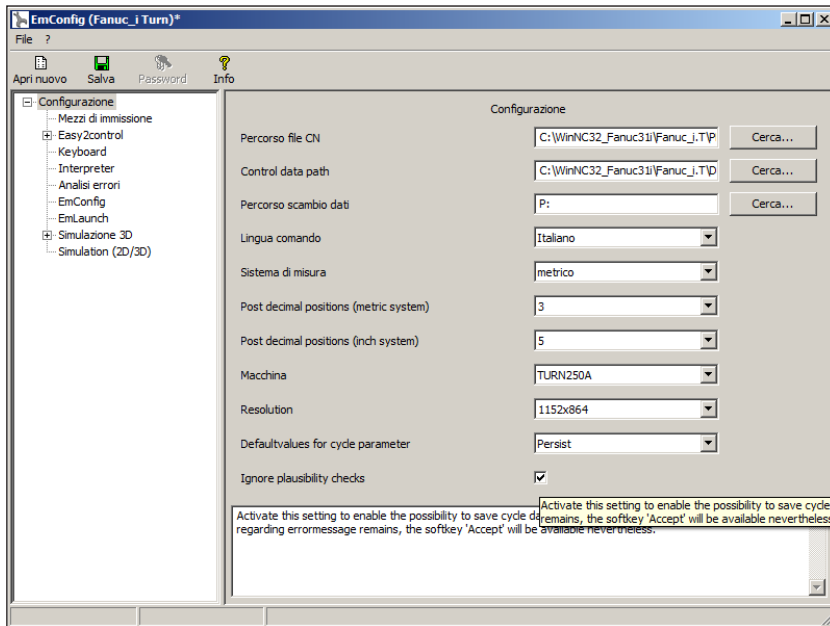 EmConfig (Fanuc_i Turn)*
File ?
Apri nuovo Salva Password Info
Configurazione
Mezzi di immissione
Easy2control
Keyboard
Interpreter
Analisi errori
EmConfig
EmLaunch
Simulazione 3D
Simulation (2D/3D)
Configurazione
Percorso file CN C:\WinNC32_Fanuc31i\Fanuc_i.T\P Cerca...
Control data path C:\WinNC32_Fanuc31i\Fanuc_i.T\D Cerca...
Percorso scambio dati P: Cerca...
Lingua comando Italiano
Sistema di misura metrico
Post decimal positions (metric system) 3
Post decimal positions (inch system) 5
Macchina TURN250A
Resolution 1152x864
Defaultvalues for cycle parameter Persist
Ignore plausibility checks
Activate this setting to enable the possibility to save cycle
remains, the softkey 'Accept' will be available nevertheless
Activate this setting to enable the possibility to save cycle da
regarding errormessage remains, the softkey 'Accept' will be available nevertheless.